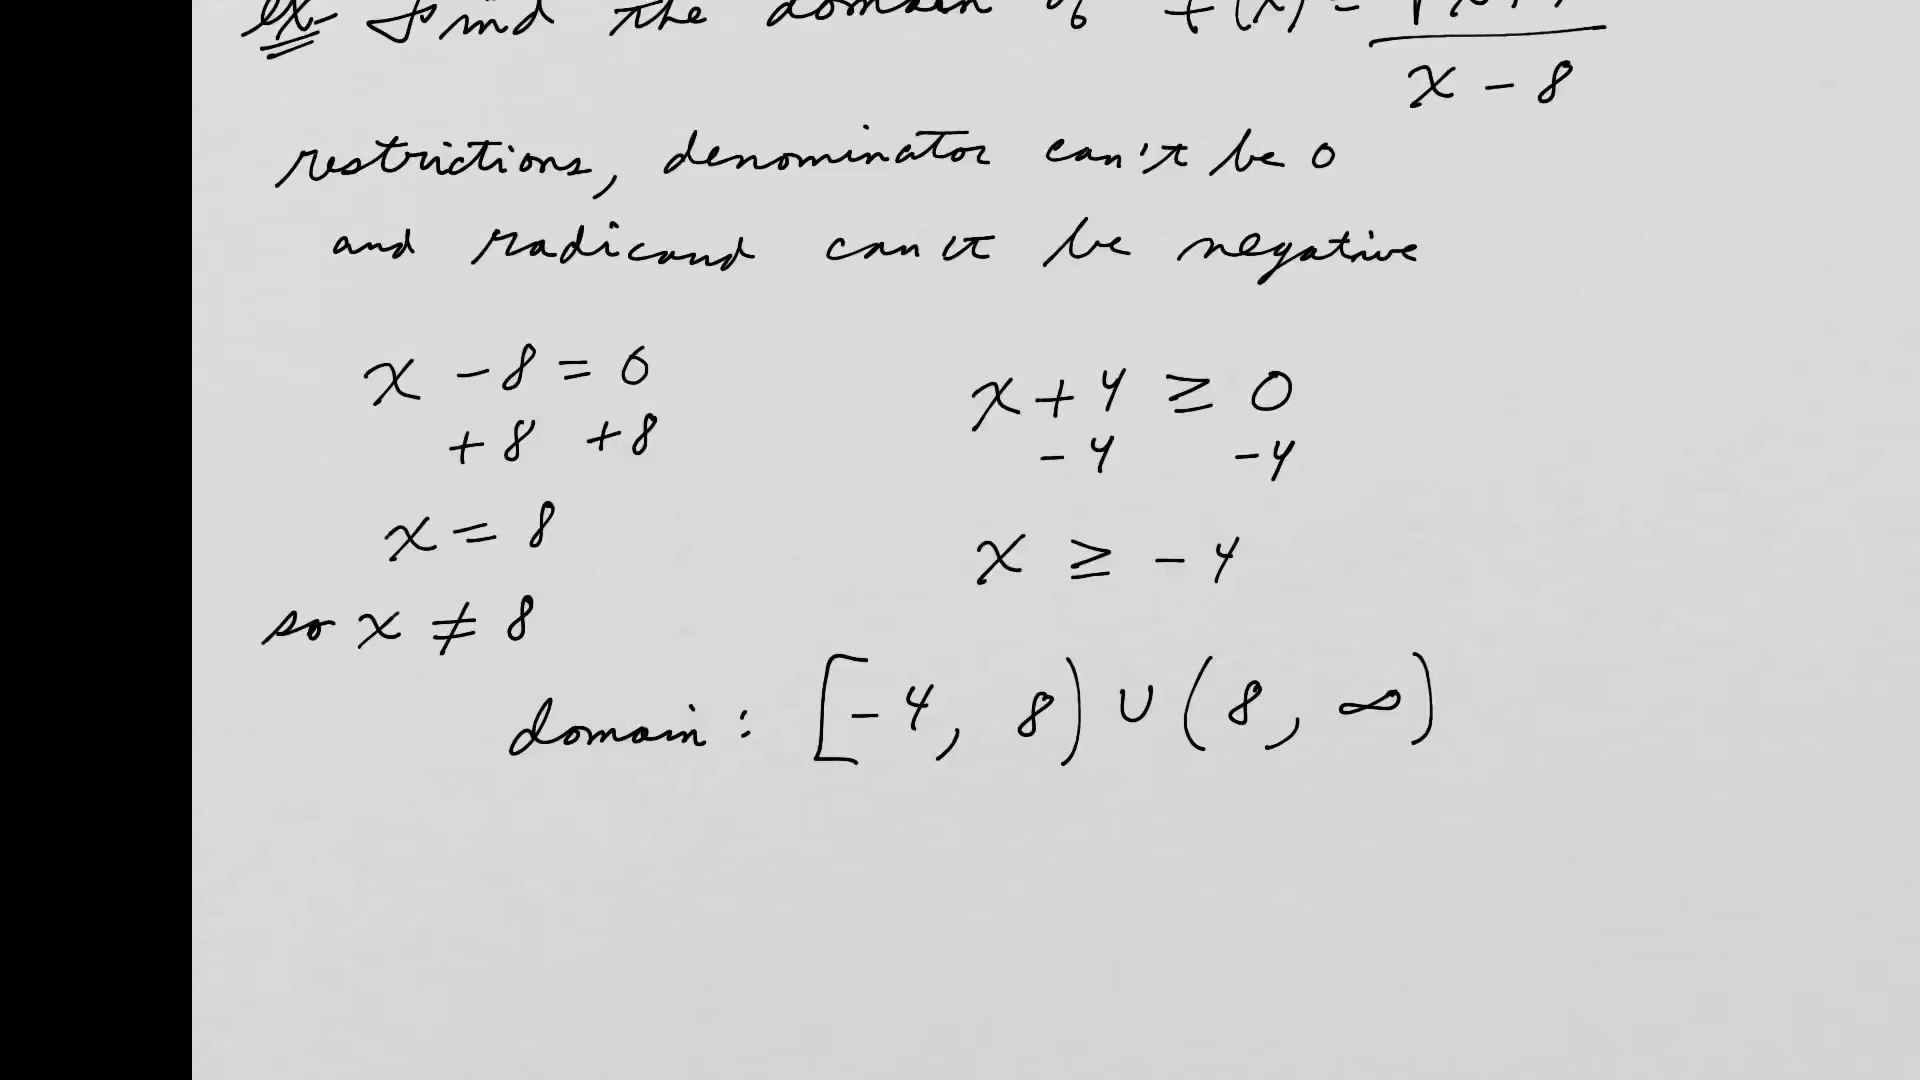 ex- Find the domain of f(x) = √x+4
x - 8
restrictions, denominator can't be 0
and radicand can't be negative
x - 8 = 0
+ 8 + 8
x = 8
so x ≠ 8
x + 4 ≥ 0
- 4 - 4
x ≥ - 4
domain : [- 4, 8) ∪ (8, ∞)